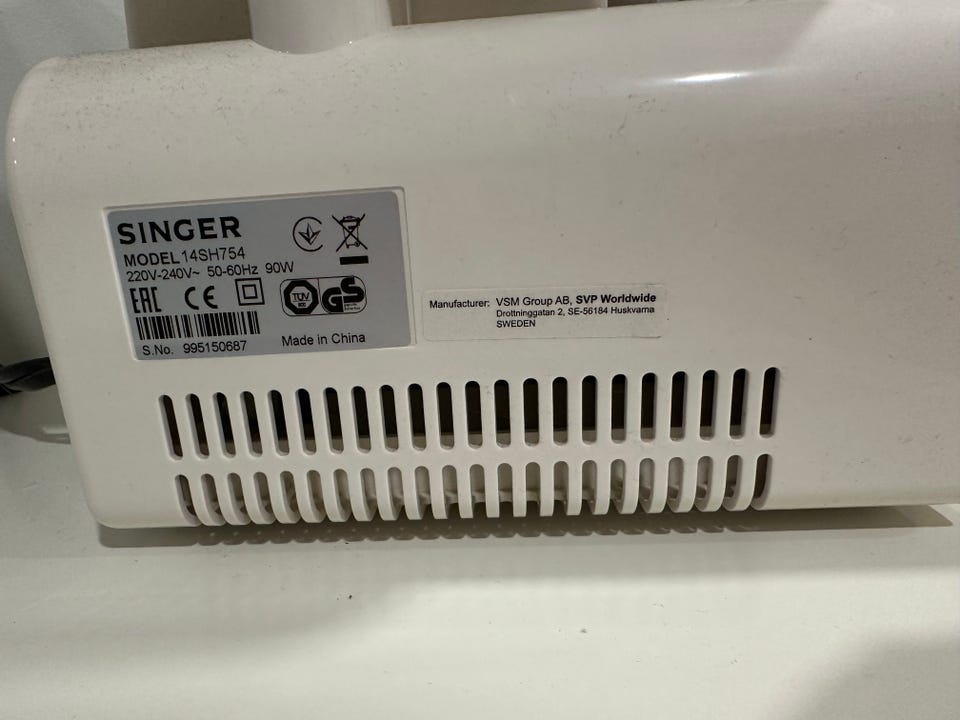 SINGER
MODEL 14SH754
220V-240V~ 50-60Hz 90W
EAC CE
TÜV GS
S.No. 995150687 Made in China
Manufacturer: VSM Group AB, SVP Worldwide
Drottninggatan 2, SE-56184 Huskvarna
SWEDEN